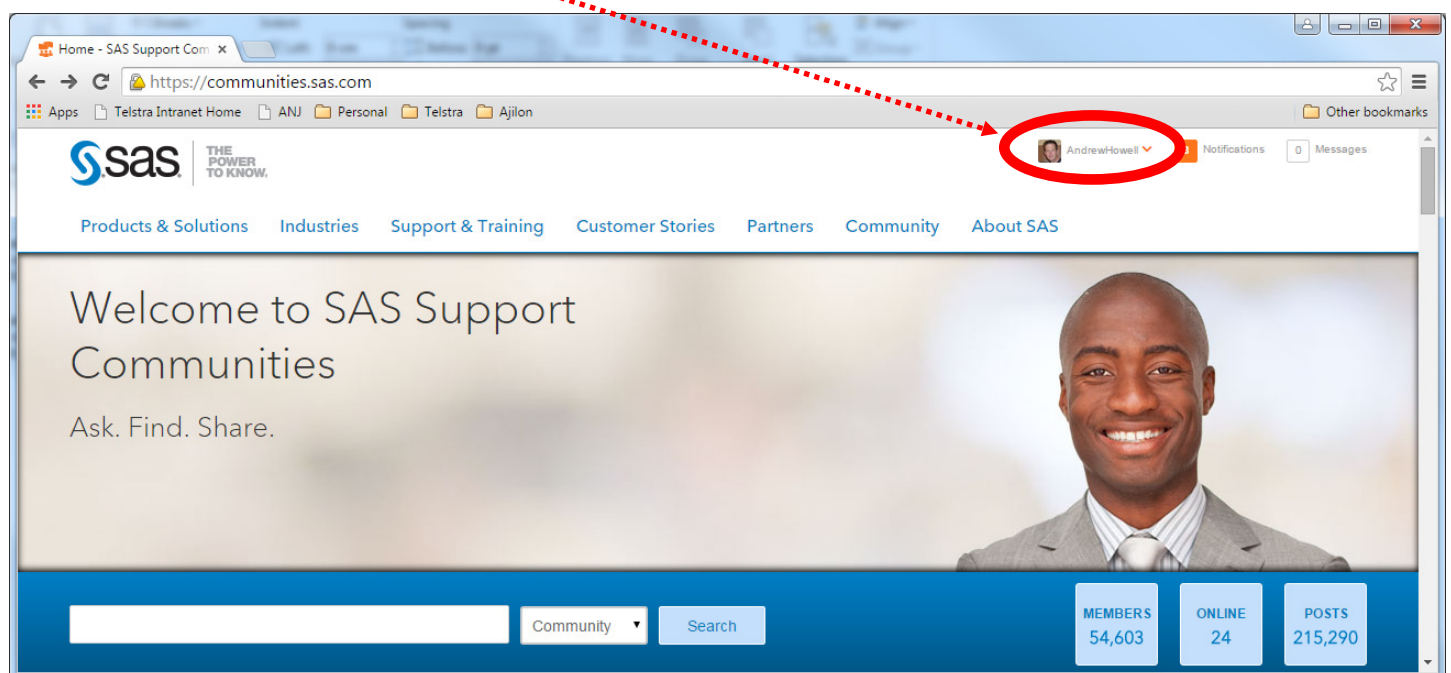 Home - SAS Support Com
https://communities.sas.com
Apps Telstra Intranet Home ANJ Personal Telstra Ajilon Other bookmarks
sas THE POWER TO KNOW.
AndrewHowell Notifications 0 Messages
Products & Solutions Industries Support & Training Customer Stories Partners Community About SAS
Welcome to SAS Support
Communities
Ask. Find. Share.
Community Search
MEMBERS ONLINE POSTS
54,603 24 215,290